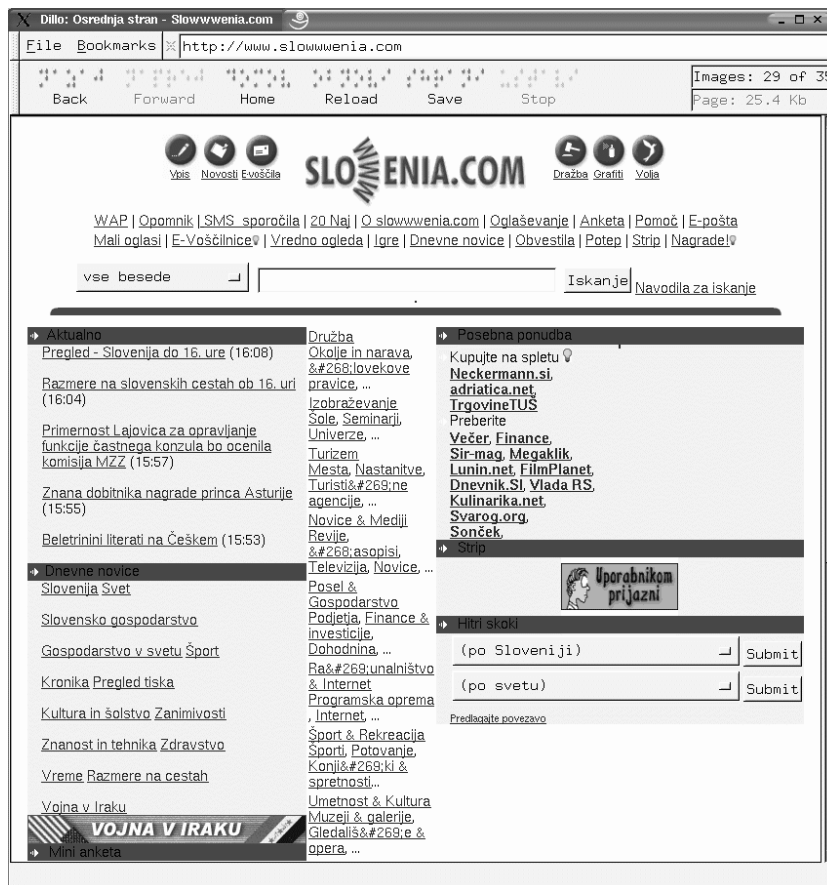 Dillo: Osrednja stran - Slowwwenia.com
File Bookmarks http://www.slowwwenia.com
Back Forward Home Reload Save Stop
Images: 29 of 35
Page: 25.4 Kb
Vpis Novosti E-voščila
SLOWWWENIA.COM
Dražba Grafiti Volja
WAP | Opomnik | SMS sporočila | 20 Naj | O slowwwenia.com | Oglaševanje | Anketa | Pomoč | E-pošta
Mali oglasi | E-Voščilnice | Vredno ogleda | Igre | Dnevne novice | Obvestila | Potep | Strip | Nagrade!
vse besede Iskanje Navodila za iskanje
Aktualno
Pregled - Slovenija do 16. ure (16:08)
Razmere na slovenskih cestah ob 16. uri
(16:04)
Primernost Lajovica za opravljanje
funkcije častnega konzula bo ocenila
komisija MZZ (15:57)
Znana dobitnika nagrade princa Asturije
(15:55)
Beletrinini literati na Češkem (15:53)
Dnevne novice
Slovenija Svet
Slovensko gospodarstvo
Gospodarstvo v svetu Šport
Kronika Pregled tiska
Kultura in šolstvo Zanimivosti
Znanost in tehnika Zdravstvo
Vreme Razmere na cestah
Vojna v Iraku
VOJNA V IRAKU
Mini anketa
Družba
Okolje in narava,
&#268;lovekove
pravice, ...
Izobraževanje
Šole, Seminarji,
Univerze, ...
Turizem
Mesta, Nastanitve,
Turisti&#269;ne
agencije, ...
Novice & Mediji
Revije,
&#268;asopisi,
Televizija, Novice, ...
Posel &
Gospodarstvo
Podjetja, Finance &
investicije,
Dohodnina, ...
Ra&#269;unalništvo
& Internet
Programska oprema
, Internet, ...
Šport & Rekreacija
Športi, Potovanje,
Konji&#269;ki &
spretnosti...
Umetnost & Kultura
Muzeji & galerije,
Gledališ&#269;e &
opera, ...
Posebna ponudba
Kupujte na spletu
Neckermann.si,
adriatica.net,
TrgovineTUŠ
Preberite
Večer, Finance,
Sir-mag, Megaklik,
Lunin.net, FilmPlanet,
Dnevnik.SI, Vlada RS,
Kulinarika.net,
Svarog.org,
Sonček,
Strip
Uporabnikom
prijazni
Hitri skoki
(po Sloveniji) Submit
(po svetu) Submit
Predlagajte povezavo